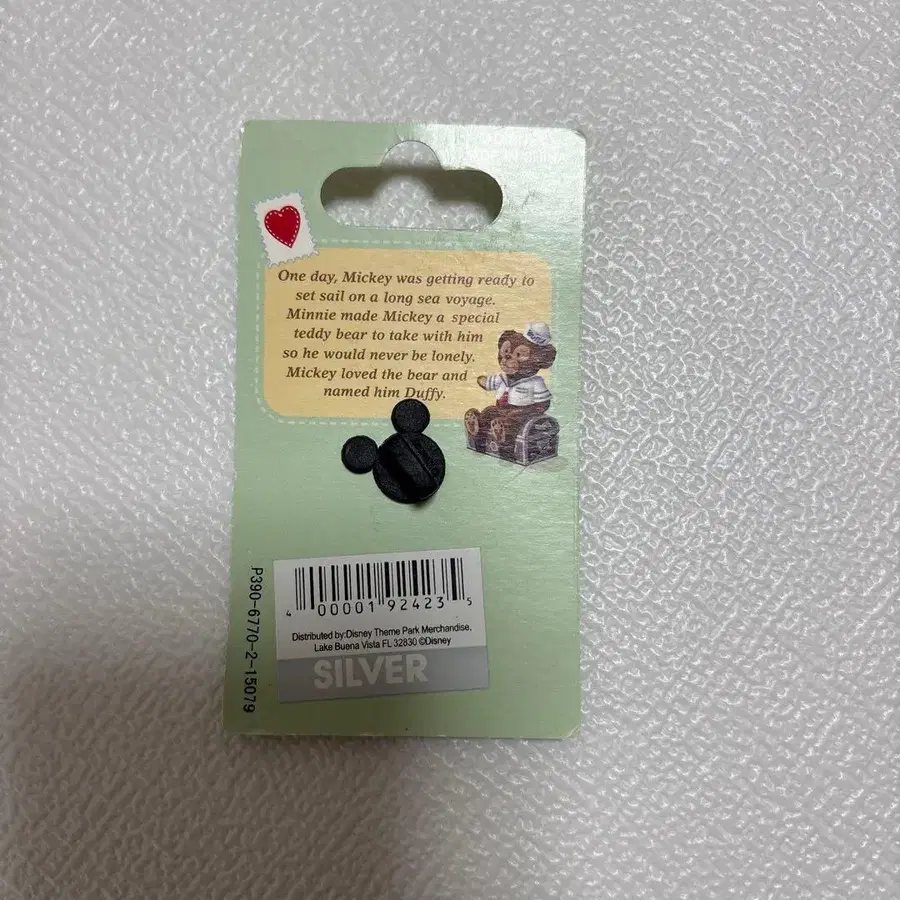 One day, Mickey was getting ready to
set sail on a long sea voyage.
Minnie made Mickey a special
teddy bear to take with him
so he would never be lonely.
Mickey loved the bear and
named him Duffy.
4 00001 92423 5
Distributed by:Disney Theme Park Merchandise,
Lake Buena Vista FL 32830 ©Disney
SILVER
P390-6770-2-15079